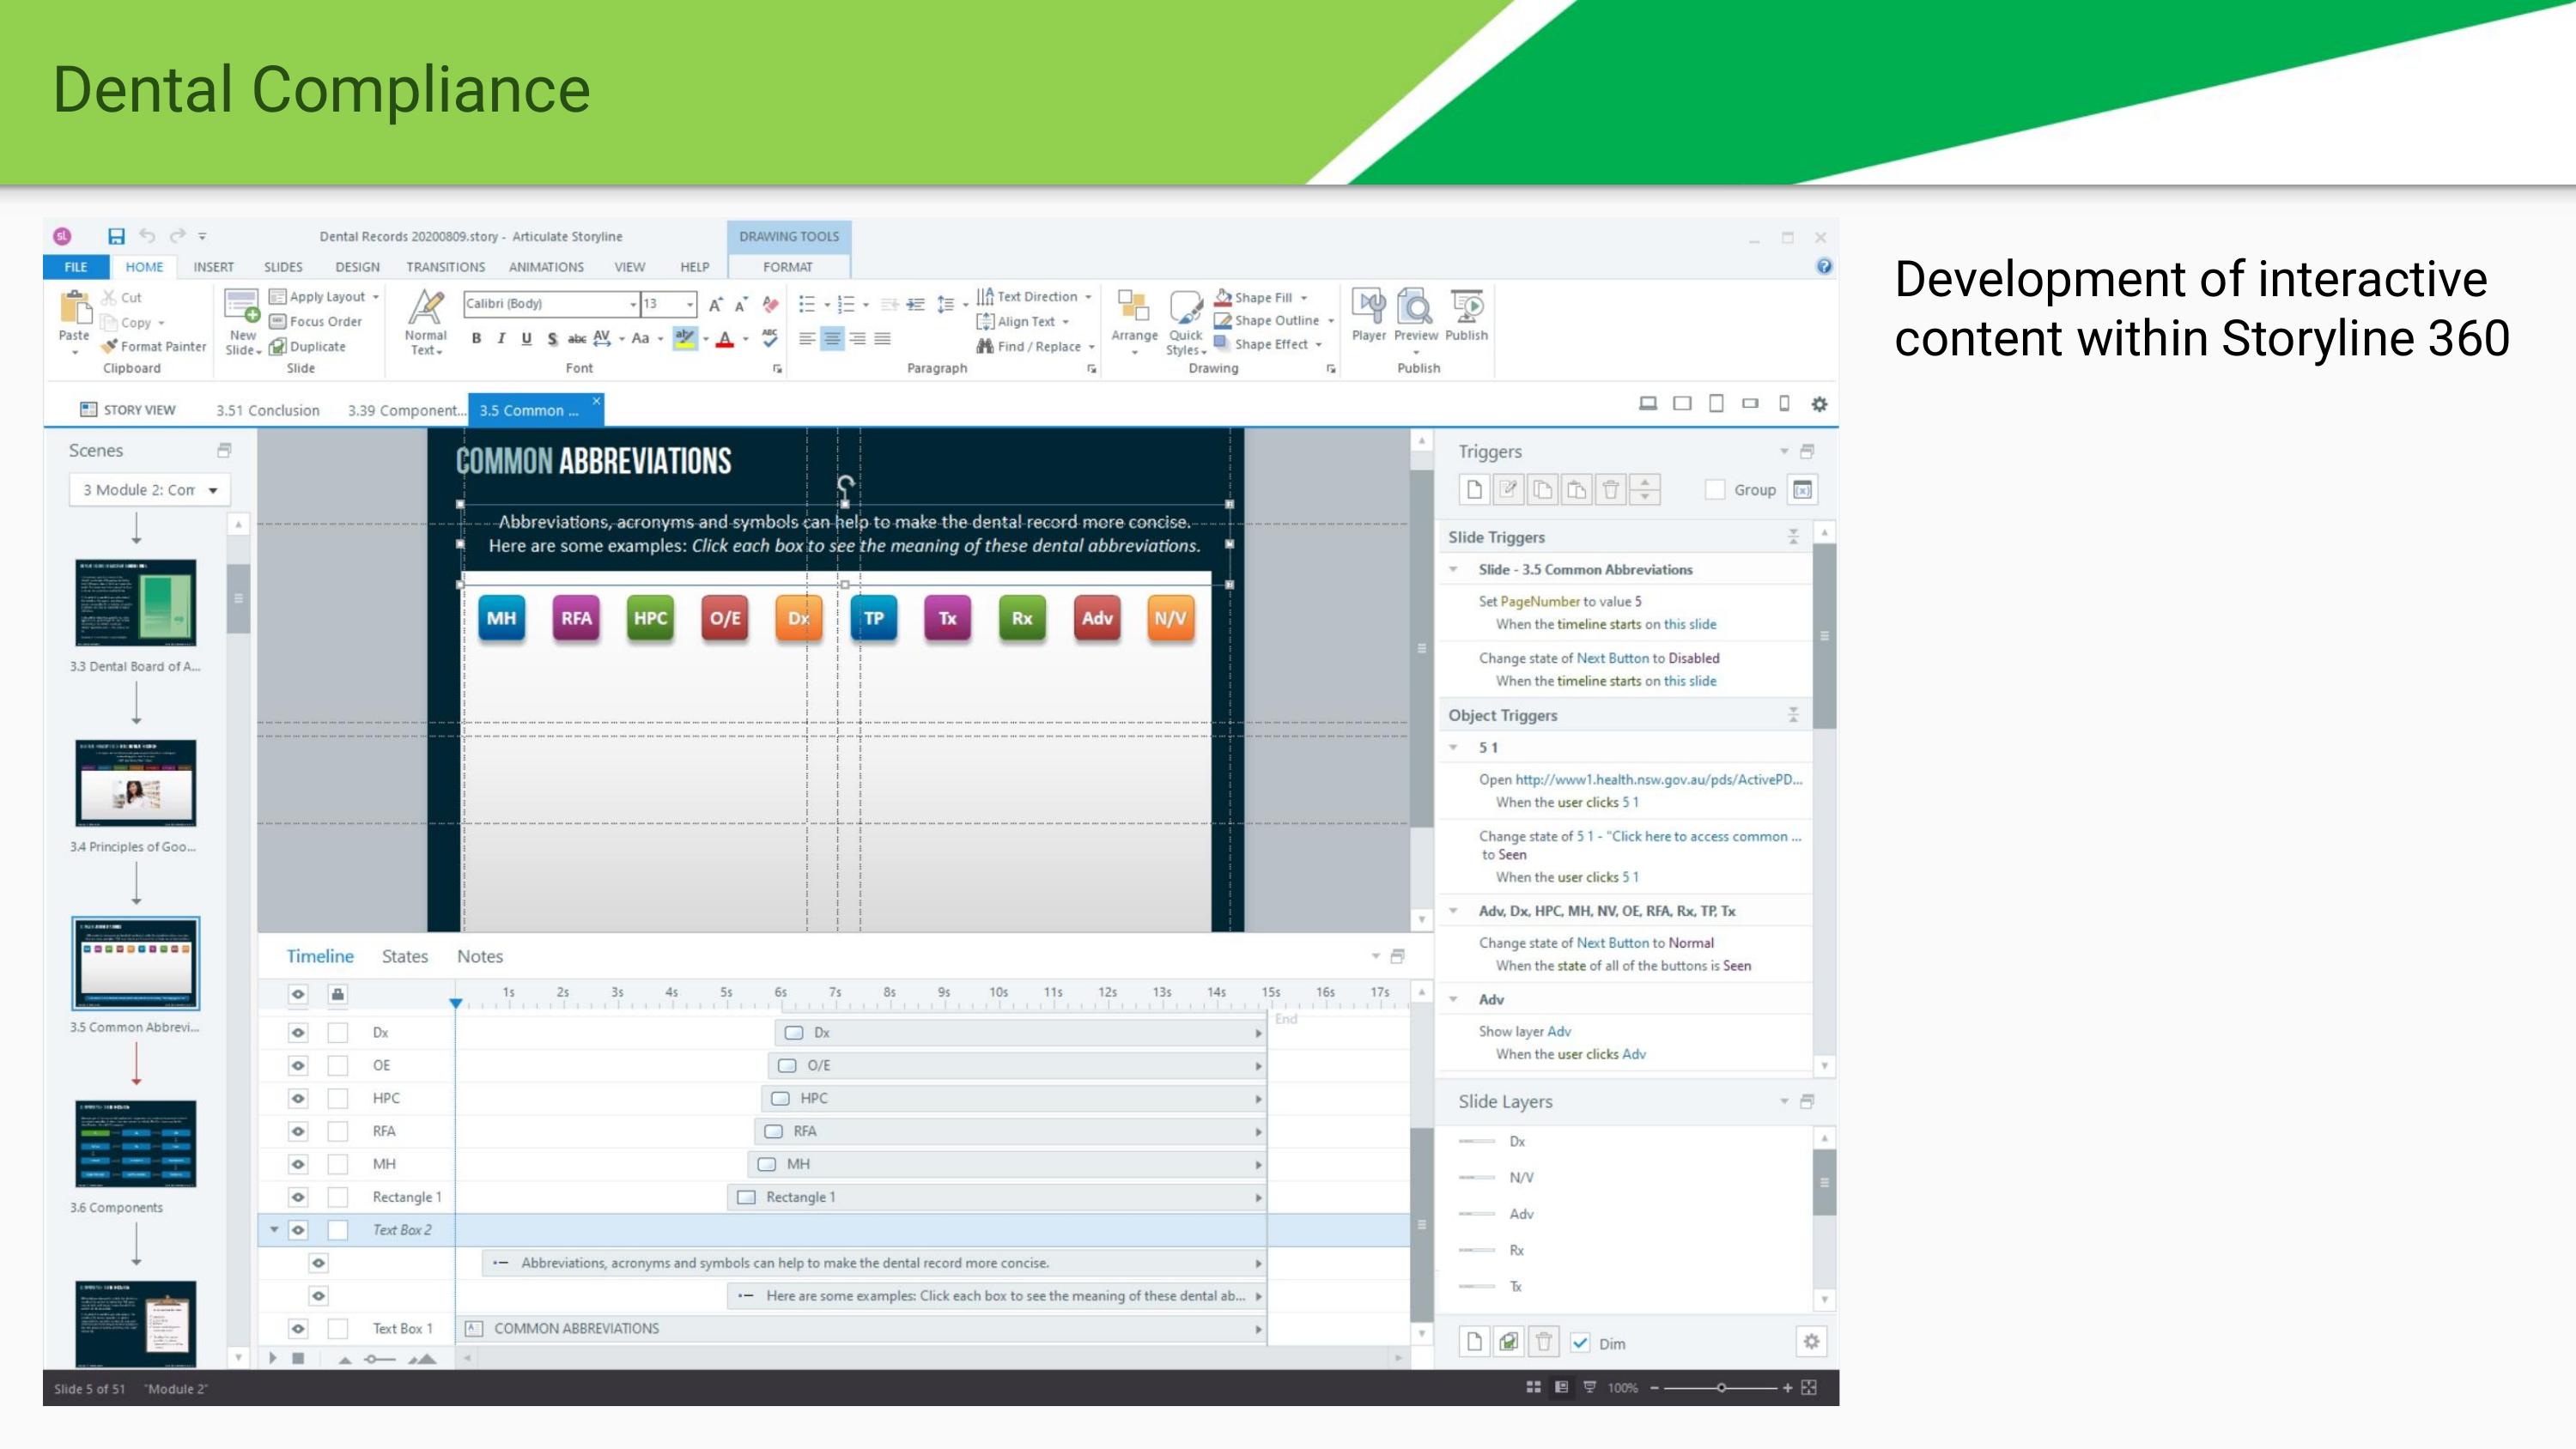 Dental Compliance
Development of interactive
content within Storyline 360
Dental Records 20200809.story - Articulate Storyline
DRAWING TOOLS
FILE HOME INSERT SLIDES DESIGN TRANSITIONS ANIMATIONS VIEW HELP FORMAT
Paste
Cut
Copy
Format Painter
Clipboard
New
Slide
Apply Layout
Focus Order
Duplicate
Slide
Normal
Text
Calibri (Body) 13
B I U S abc AV Aa aby A ABC
Font
Text Direction
Align Text
Find / Replace
Paragraph
Arrange
Quick
Styles
Shape Fill
Shape Outline
Shape Effect
Drawing
Player Preview Publish
Publish
STORY VIEW 3.51 Conclusion 3.39 Component... 3.5 Common ...
Scenes
3 Module 2: Com
3.3 Dental Board of A...
3.4 Principles of Goo...
3.5 Common Abbrevi...
3.6 Components
COMMON ABBREVIATIONS
Abbreviations, acronyms and symbols can help to make the dental record more concise.
Here are some examples: Click each box to see the meaning of these dental abbreviations.
MH RFA HPC O/E Dx TP Tx Rx Adv N/V
Timeline States Notes
1s 2s 3s 4s 5s 6s 7s 8s 9s 10s 11s 12s 13s 14s 15s 16s 17s
End
Dx Dx
OE O/E
HPC HPC
RFA RFA
MH MH
Rectangle 1 Rectangle 1
Text Box 2
Abbreviations, acronyms and symbols can help to make the dental record more concise.
Here are some examples: Click each box to see the meaning of these dental ab...
Text Box 1 COMMON ABBREVIATIONS
Triggers
Group
Slide Triggers
Slide - 3.5 Common Abbreviations
Set PageNumber to value 5
When the timeline starts on this slide
Change state of Next Button to Disabled
When the timeline starts on this slide
Object Triggers
5 1
Open http://www1.health.nsw.gov.au/pds/ActivePD...
When the user clicks 5 1
Change state of 5 1 - "Click here to access common ...
to Seen
When the user clicks 5 1
Adv, Dx, HPC, MH, NV, OE, RFA, Rx, TP, Tx
Change state of Next Button to Normal
When the state of all of the buttons is Seen
Adv
Show layer Adv
When the user clicks Adv
Slide Layers
Dx
N/V
Adv
Rx
Tx
Dim
Slide 5 of 51 "Module 2"
100%